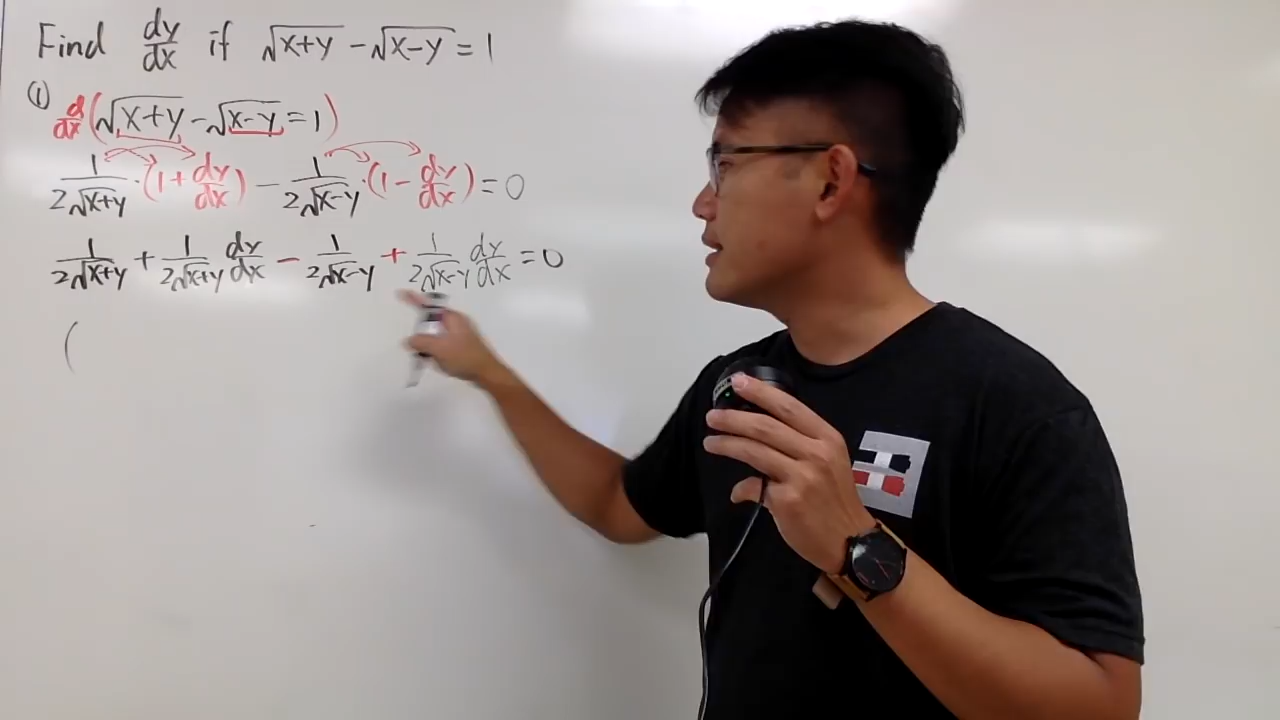 Find dy/dx if √(x+y) - √(x-y) = 1
① d/dx(√(x+y) - √(x-y) = 1)
1/(2√(x+y)) · (1 + dy/dx) - 1/(2√(x-y)) · (1 - dy/dx) = 0
1/(2√(x+y)) + 1/(2√(x+y)) dy/dx - 1/(2√(x-y)) + 1/(2√(x-y)) dy/dx = 0
(